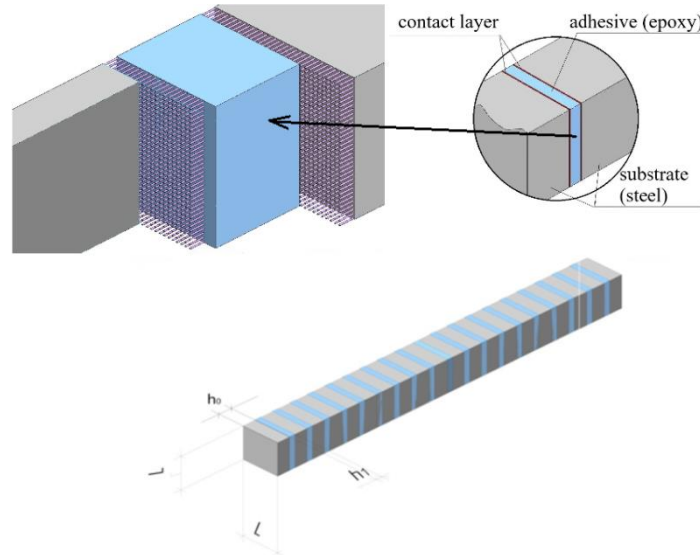 contact layer
adhesive (epoxy)
substrate
(steel)
h₀
h₁
L
L